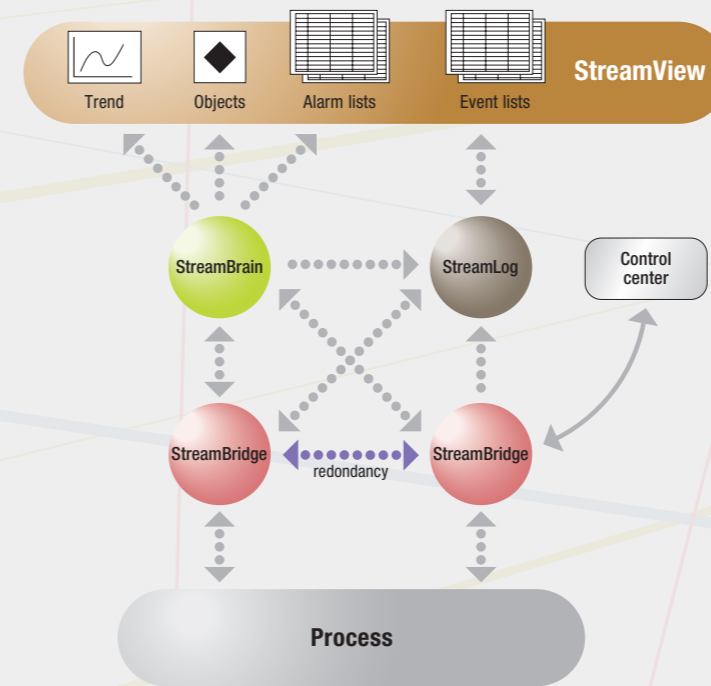 StreamView
Trend
Objects
Alarm lists
Event lists
StreamBrain
StreamLog
Control
center
StreamBridge
StreamBridge
redondancy
Process